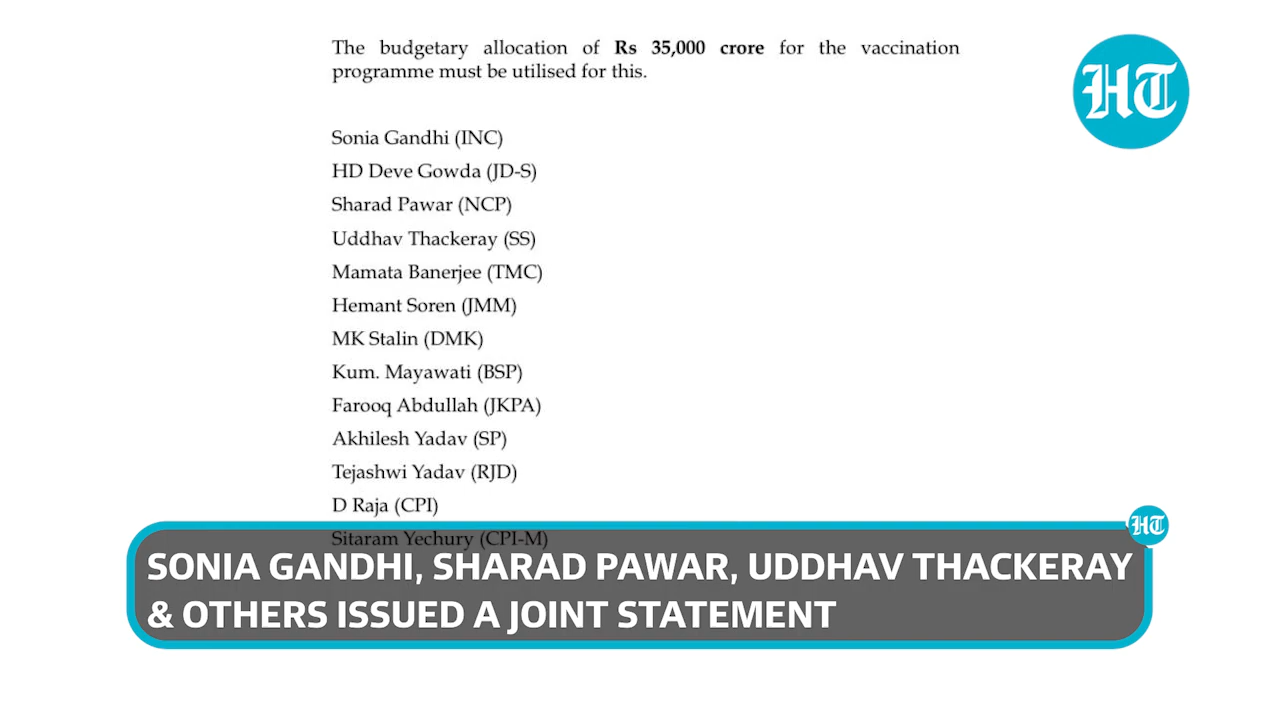 The budgetary allocation of Rs 35,000 crore for the vaccination
programme must be utilised for this.
HT
Sonia Gandhi (INC)
HD Deve Gowda (JD-S)
Sharad Pawar (NCP)
Uddhav Thackeray (SS)
Mamata Banerjee (TMC)
Hemant Soren (JMM)
MK Stalin (DMK)
Kum. Mayawati (BSP)
Farooq Abdullah (JKPA)
Akhilesh Yadav (SP)
Tejashwi Yadav (RJD)
D Raja (CPI)
Sitaram Yechury (CPI-M)
HT
SONIA GANDHI, SHARAD PAWAR, UDDHAV THACKERAY
& OTHERS ISSUED A JOINT STATEMENT